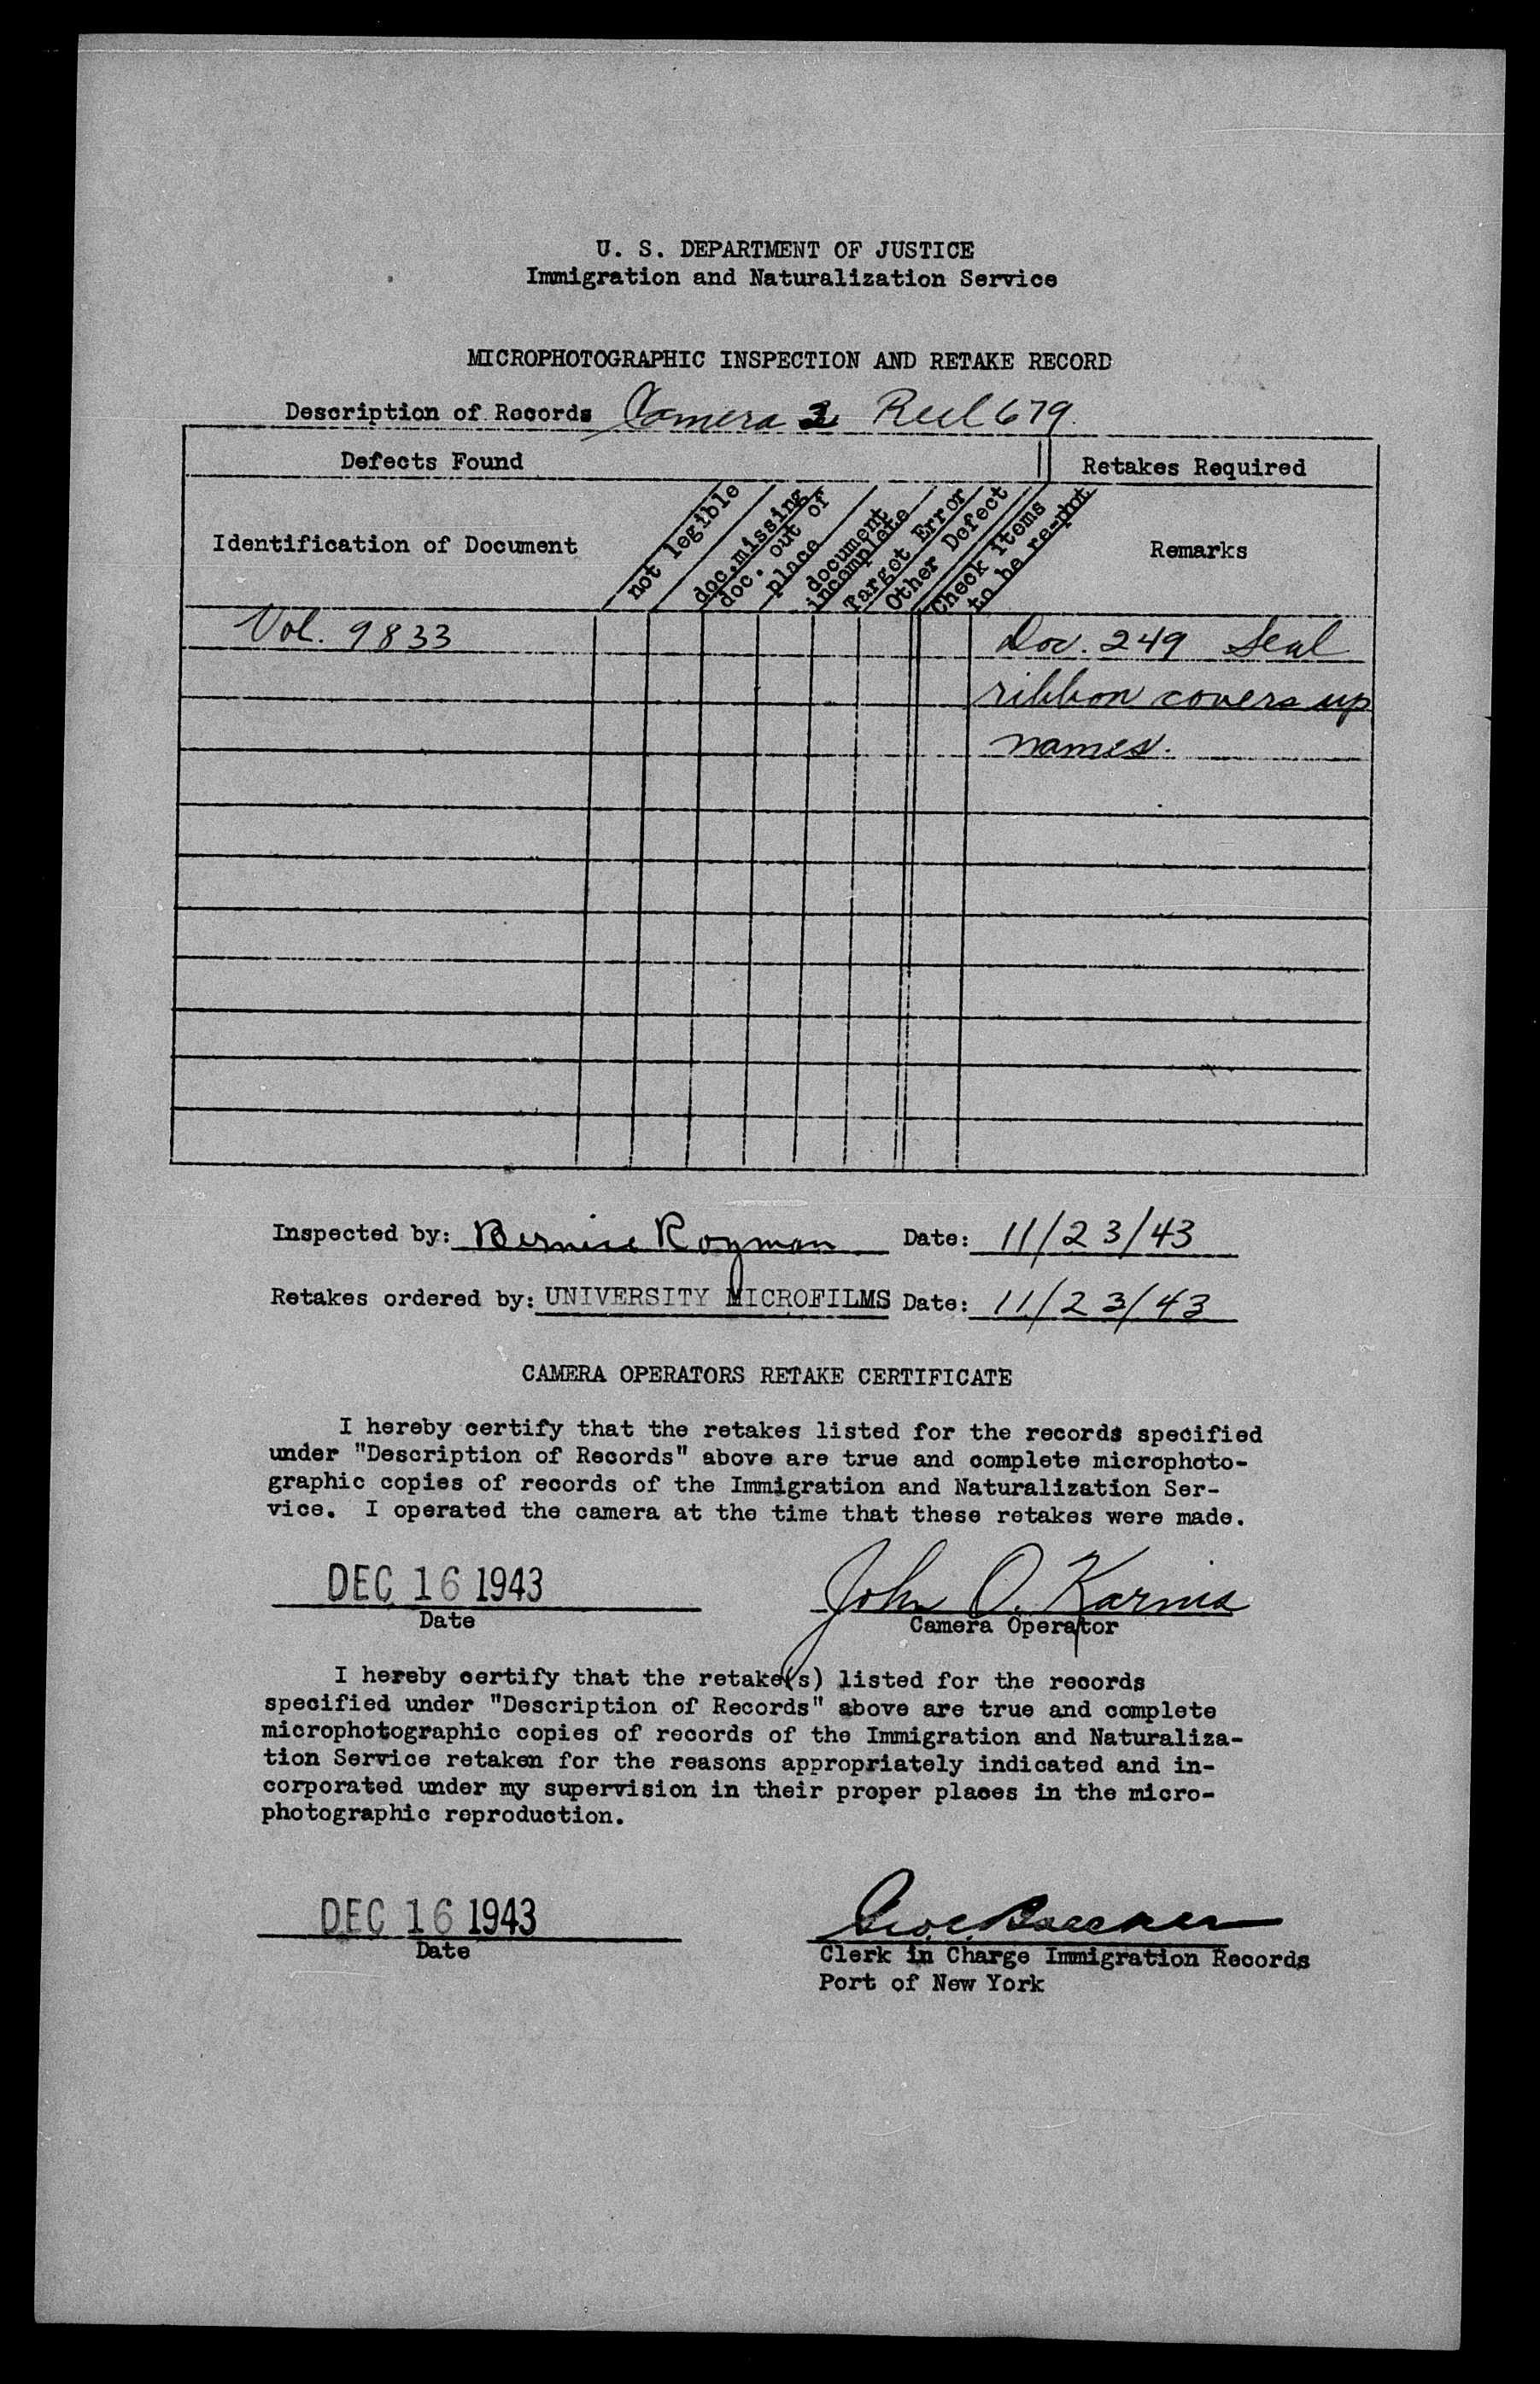 U. S. DEPARTMENT OF JUSTICE
Immigration and Naturalization Service
MICROPHOTOGRAPHIC INSPECTION AND RETAKE RECORD
Description of Records Camera 2 Reel 679.
Defects Found
Retakes Required
Identification of Document
not legible
doc.missing
doc. out of
place
document
incomplete
Target Error
Other Defect
Check items
to be re-phot
Remarks
Vol. 9833
Doc. 249 Seal
ribbon covers up
names.
Inspected by: Bernice Rozman Date: 11/23/43
Retakes ordered by: UNIVERSITY MICROFILMS Date: 11/23/43
CAMERA OPERATORS RETAKE CERTIFICATE
I hereby certify that the retakes listed for the records specified
under "Description of Records" above are true and complete microphoto-
graphic copies of records of the Immigration and Naturalization Ser-
vice. I operated the camera at the time that these retakes were made.
DEC 16 1943
John O. Karnis
Date
Camera Operator
I hereby certify that the retake(s) listed for the records
specified under "Description of Records" above are true and complete
microphotographic copies of records of the Immigration and Naturaliza-
tion Service retaken for the reasons appropriately indicated and in-
corporated under my supervision in their proper places in the micro-
photographic reproduction.
DEC 16 1943
Date
Clerk in Charge Immigration Records
Port of New York